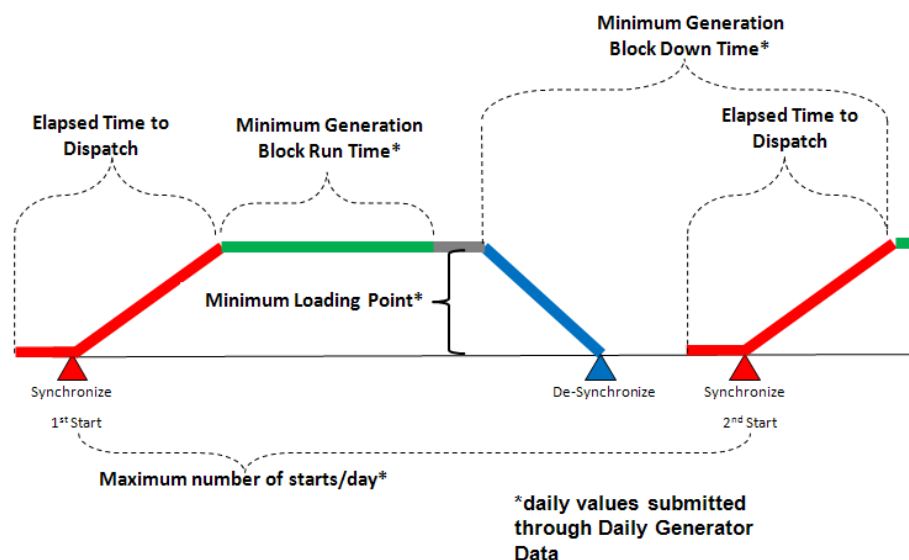 Minimum Generation
Block Down Time*
Elapsed Time to
Dispatch
Minimum Generation
Block Run Time*
Elapsed Time to
Dispatch
Minimum Loading Point*
Synchronize
De-Synchronize
Synchronize
1st Start
2nd Start
Maximum number of starts/day*
*daily values submitted
through Daily Generator
Data